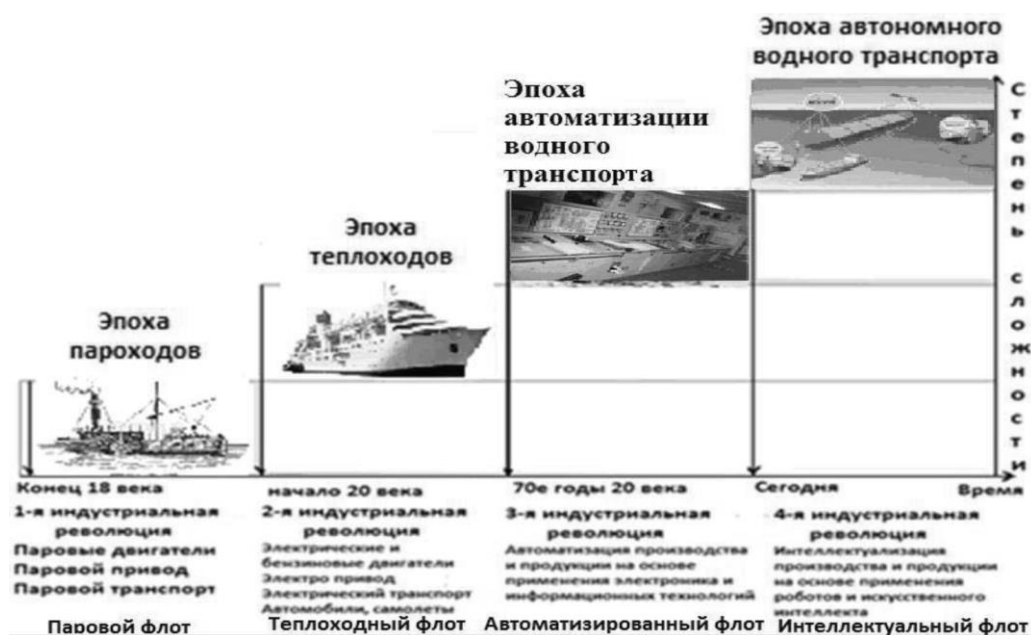 Эпоха автономного
водного транспорта
Эпоха
автоматизации
водного
транспорта
Эпоха
теплоходов
Эпоха
пароходов
Степень сложности
Конец 18 века
начало 20 века
70е годы 20 века
Сегодня
Время
1-я индустриальная
революция
Паровые двигатели
Паровой привод
Паровой транспорт
2-я индустриальная
революция
Электрические и
бензиновые двигатели
Электро привод
Электрический транспорт
Автомобили, самолеты
3-я индустриальная
революция
Автоматизация производства
и продукции на основе
применения электроника и
информационных технологий
4-я индустриальная
революция
Интеллектуализация
производства и продукции
на основе применения
роботов и искусственного
интеллекта
Паровой флот
Теплоходный флот
Автоматизированный флот
Интеллектуальный флот